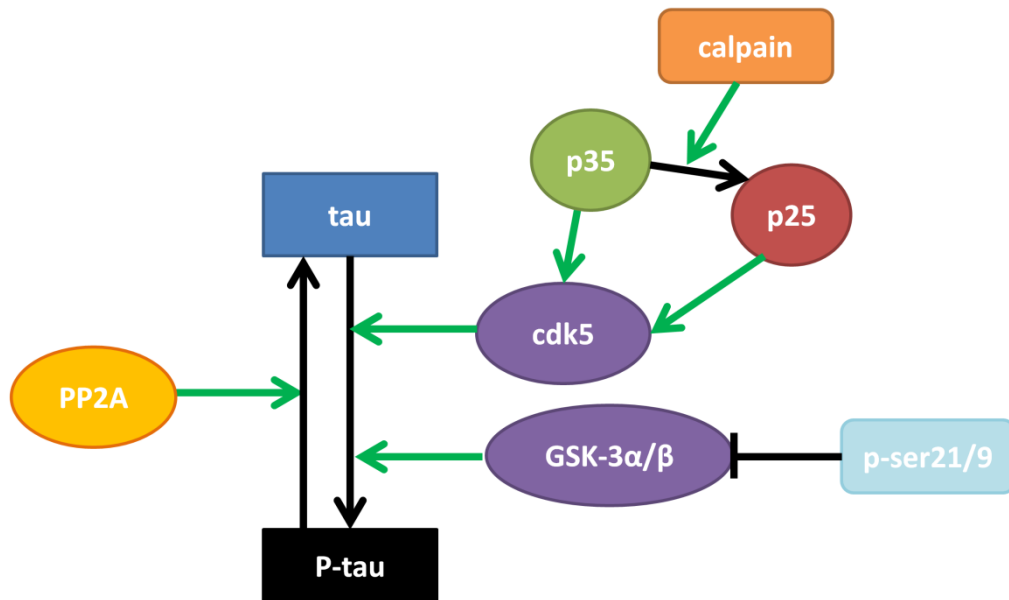 calpain
p35
tau
p25
cdk5
PP2A
GSK-3α/β
p-ser21/9
P-tau